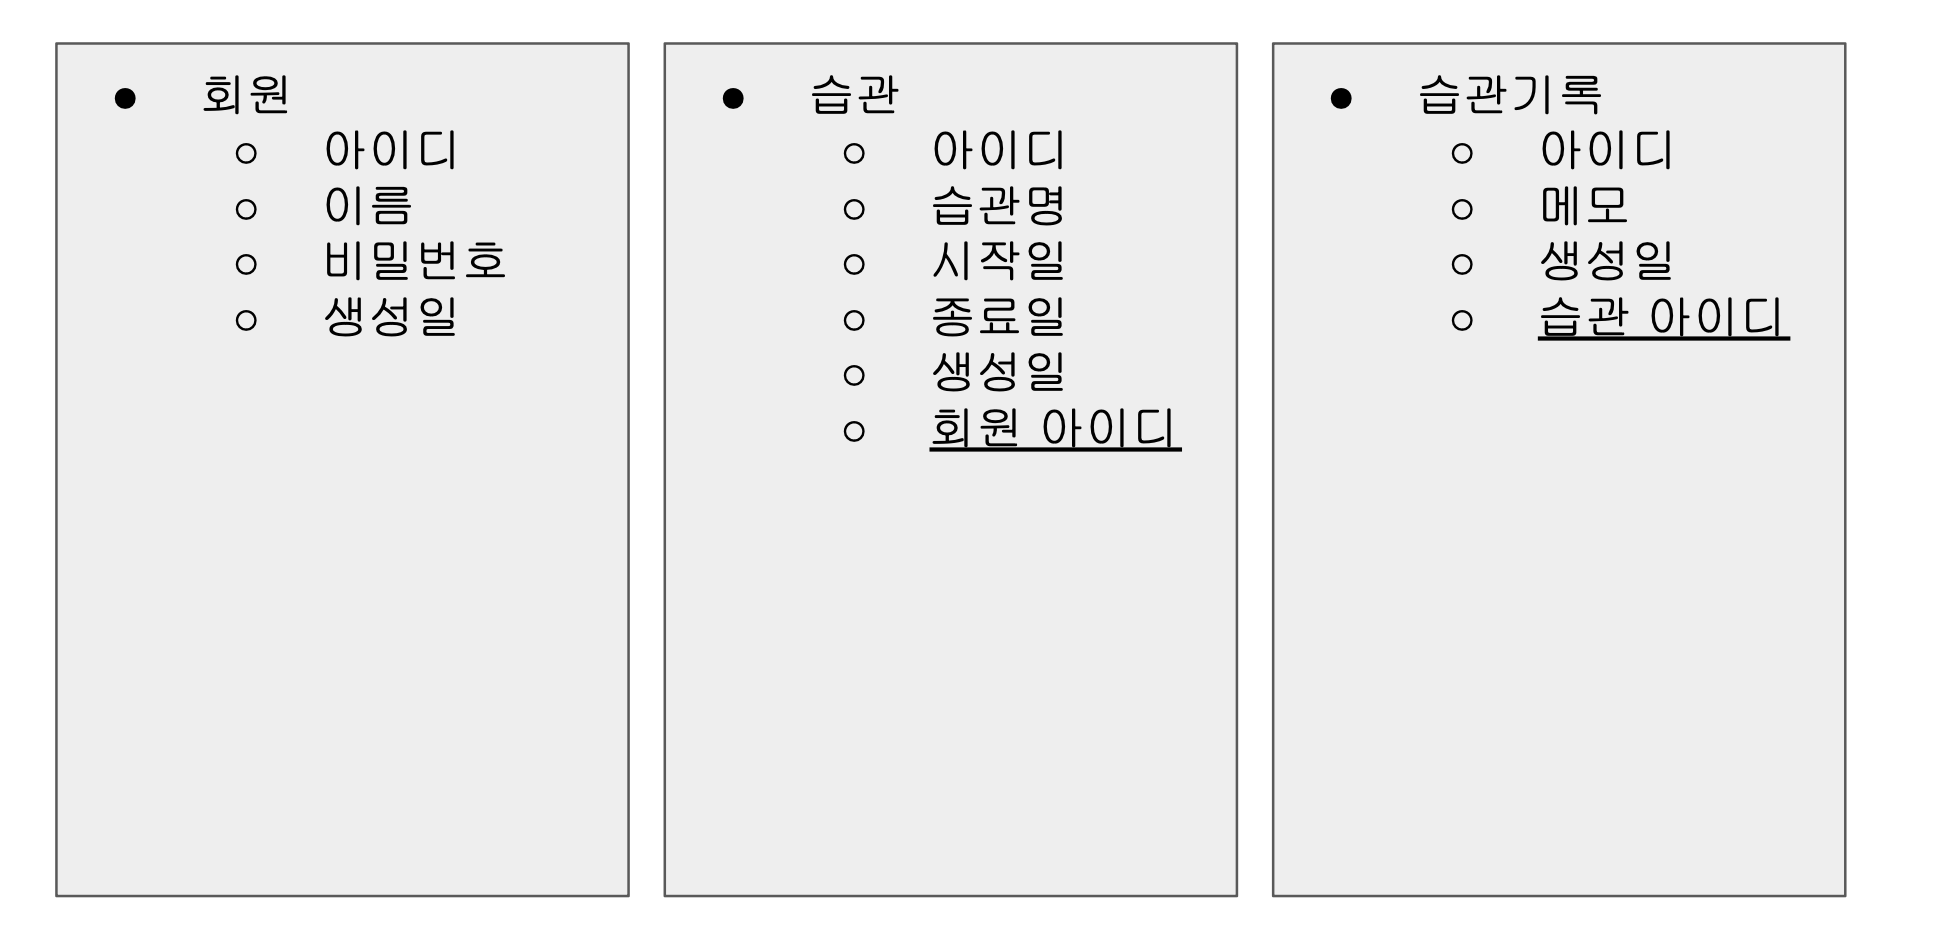 ● 회원
○ 아이디
○ 이름
○ 비밀번호
○ 생성일
● 습관
○ 아이디
○ 습관명
○ 시작일
○ 종료일
○ 생성일
○ 회원 아이디
● 습관기록
○ 아이디
○ 메모
○ 생성일
○ 습관 아이디